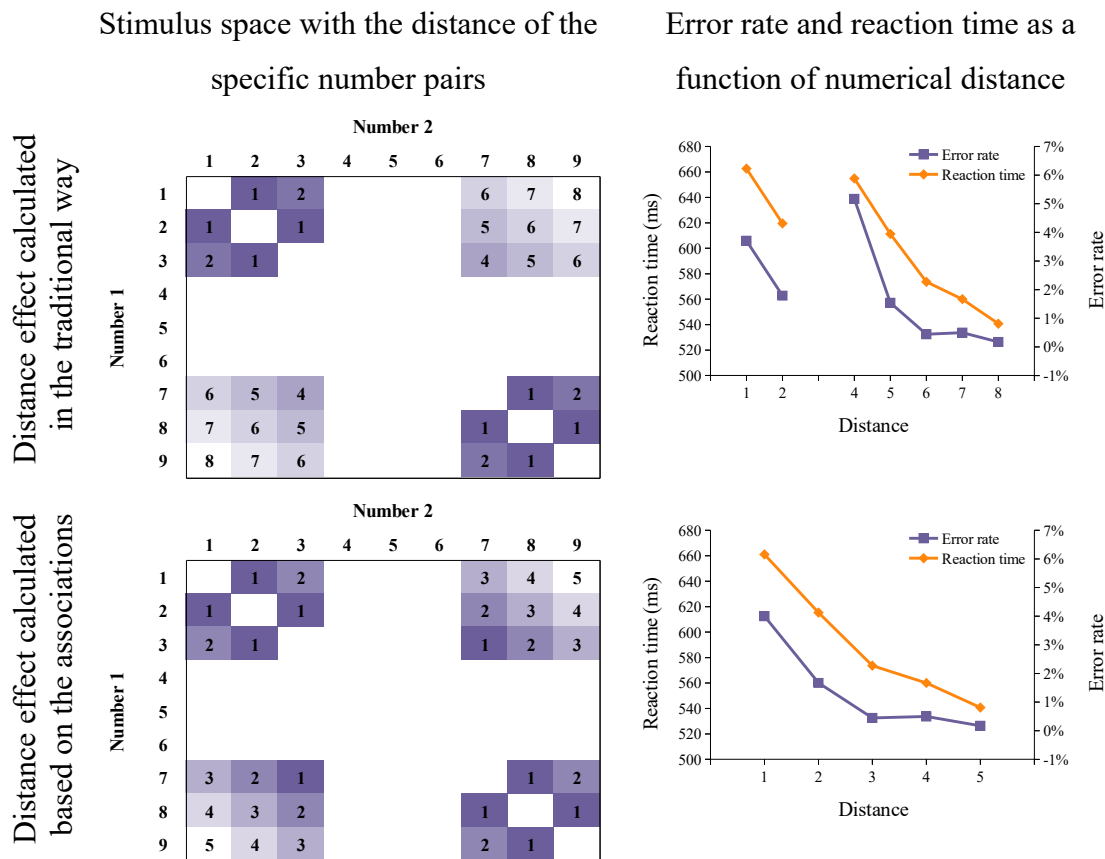 Stimulus space with the distance of the
specific number pairs
Error rate and reaction time as a
function of numerical distance
Distance effect calculated
in the traditional way
Number 2
1 2 3 4 5 6 7 8 9
Number 1
1 1 2 6 7 8
2 1 1 5 6 7
3 2 1 4 5 6
4
5
6
7 6 5 4 1 2
8 7 6 5 1 1
9 8 7 6 2 1
Reaction time (ms)
680
660
640
620
600
580
560
540
520
500
Error rate
Reaction time
7%
6%
5%
4%
3%
2%
1%
0%
-1%
Error rate
1 2 4 5 6 7 8
Distance
Distance effect calculated
based on the associations
Number 2
1 2 3 4 5 6 7 8 9
Number 1
1 1 2 3 4 5
2 1 1 2 3 4
3 2 1 1 2 3
4
5
6
7 3 2 1 1 2
8 4 3 2 1 1
9 5 4 3 2 1
Reaction time (ms)
680
660
640
620
600
580
560
540
520
500
Error rate
Reaction time
7%
6%
5%
4%
3%
2%
1%
0%
-1%
Error rate
1 2 3 4 5
Distance